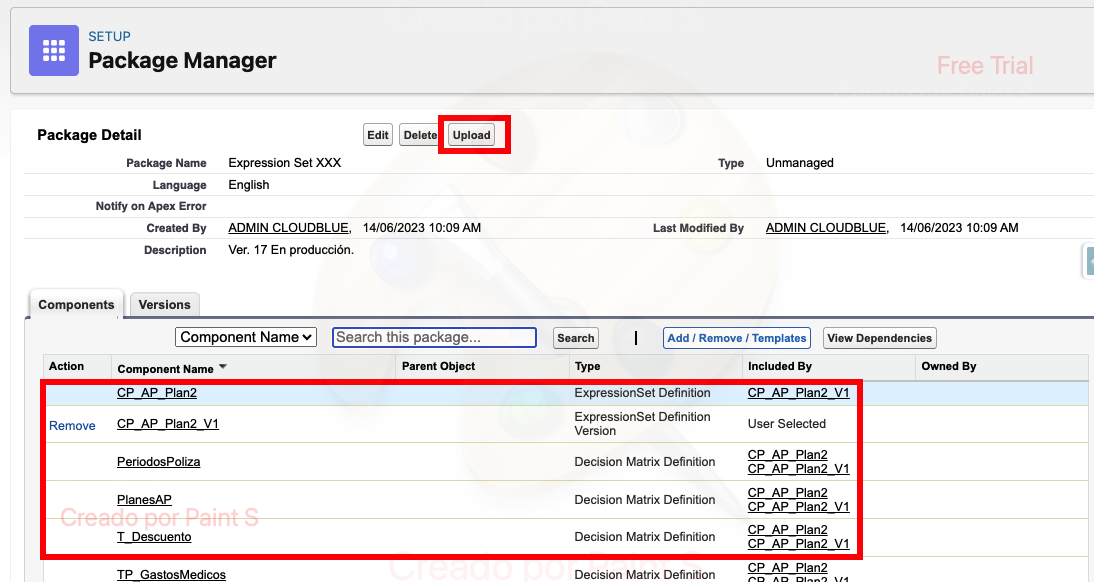 SETUP
Package Manager
Free Trial
Package Detail
Edit Delete Upload
Package Name Expression Set XXX Type Unmanaged
Language English
Notify on Apex Error
Created By ADMIN CLOUDBLUE, 14/06/2023 10:09 AM Last Modified By ADMIN CLOUDBLUE, 14/06/2023 10:09 AM
Description Ver. 17 En producción.
Components Versions
Component Name Search this package... Search | Add / Remove / Templates View Dependencies
Action Component Name Parent Object Type Included By Owned By
CP_AP_Plan2 ExpressionSet Definition CP_AP_Plan2_V1
Remove CP_AP_Plan2_V1 ExpressionSet Definition User Selected
Version
PeriodosPoliza Decision Matrix Definition CP_AP_Plan2
CP_AP_Plan2_V1
PlanesAP Decision Matrix Definition CP_AP_Plan2
CP_AP_Plan2_V1
Creado por Paint S
T_Descuento Decision Matrix Definition CP_AP_Plan2
CP_AP_Plan2_V1
Creado por Paint S
TP_GastosMedicos Decision Matrix Definition CP_AP_Plan2
CP_AP_Plan2_V1